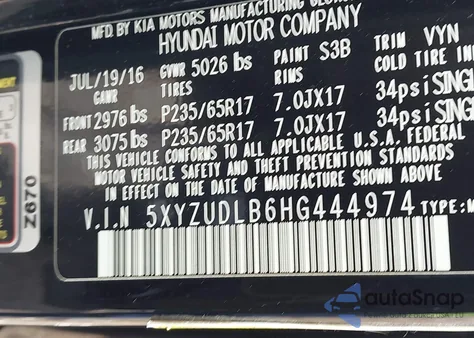 MFD.BY KIA MOTORS MANUFACTURING
HYUNDAI MOTOR COMPANY
JUL/19/16 GVWR 5026 lbs PAINT S3B TRIM VYN
GAWR TIRES RIMS COLD TIRE IN
FRONT 2976 lbs P235/65R17 7.0JX17 34psi SING
REAR 3075 lbs P235/65R17 7.0JX17 34psi SING
THIS VEHICLE CONFORMS TO ALL APPLICABLE U.S.A. FEDERAL
MOTOR VEHICLE SAFETY AND THEFT PREVENTION STANDARDS
IN EFFECT ON THE DATE OF MANUFACTURE SHOWN ABOVE
V.I.N 5XYZUDLB6HG444974 TYPE:M
Z670
autoSnap